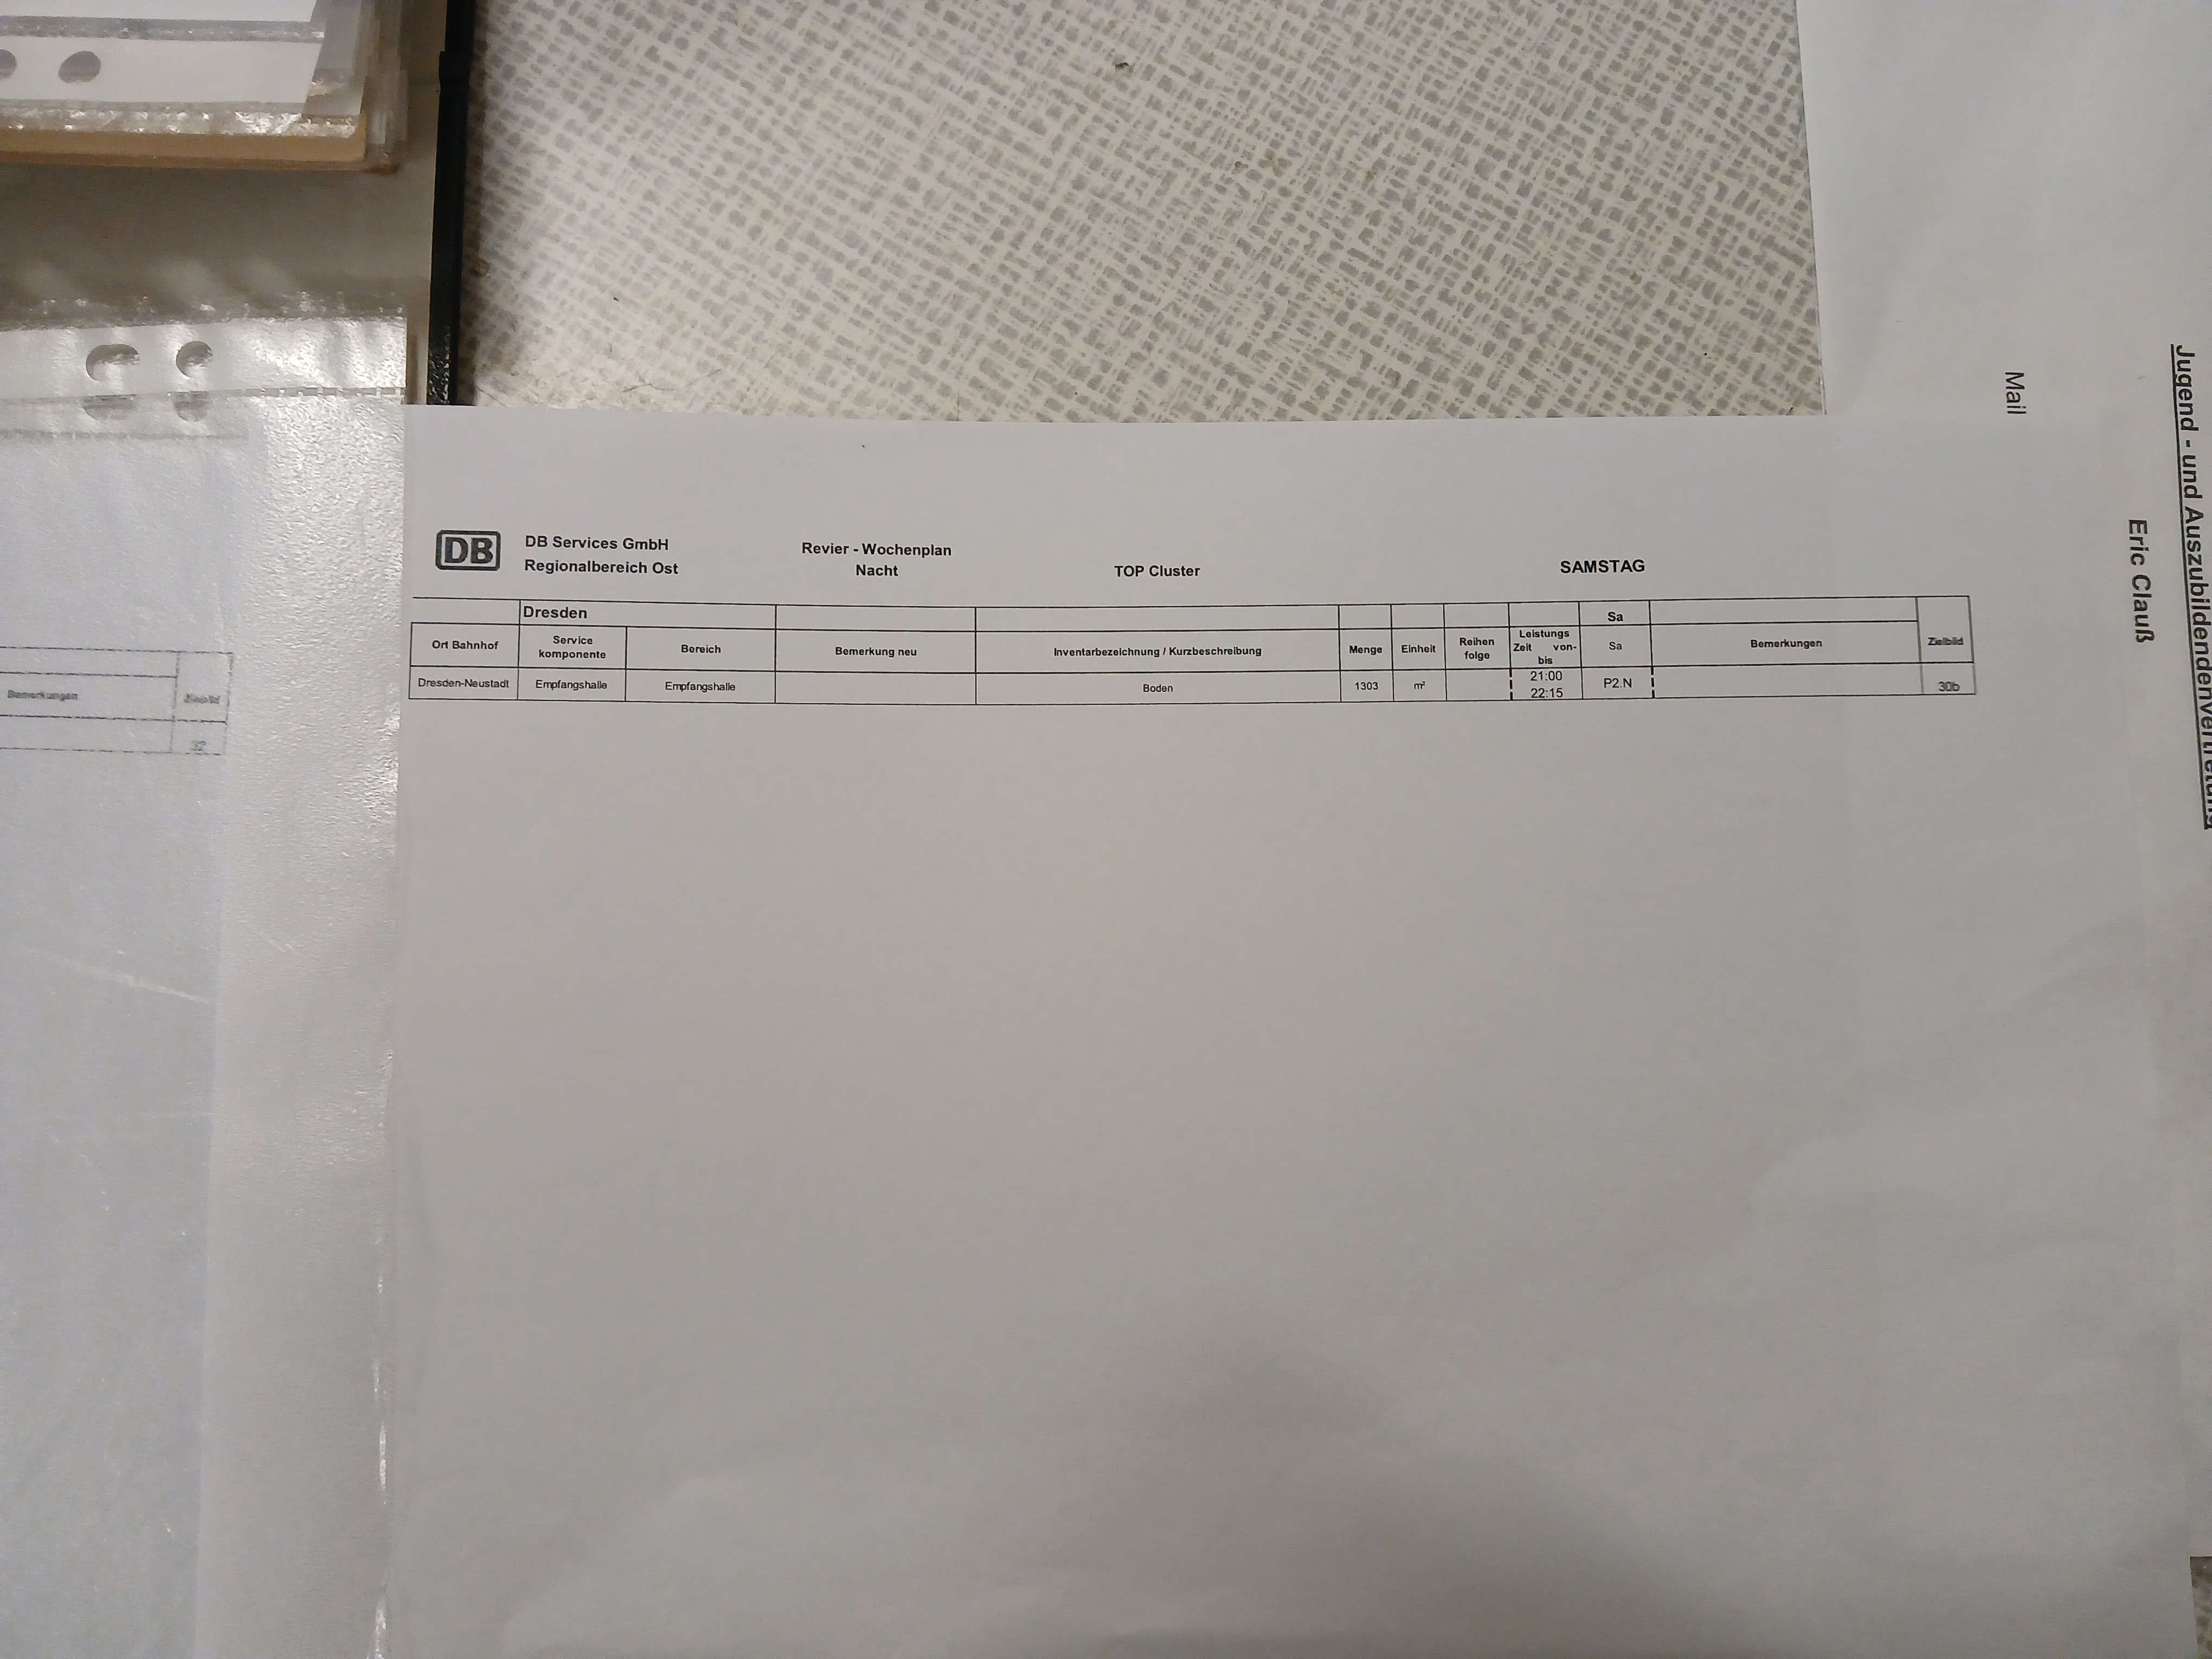 DB
DB Services GmbH
Regionalbereich Ost
Revier - Wochenplan
Nacht
TOP Cluster
SAMSTAG
Dresden Sa
Ort Bahnhof Service komponente Bereich Bemerkung neu Inventarbezeichnung / Kurzbeschreibung Menge Einheit Reihen folge Leistungs Zeit von- bis Sa Bemerkungen Zielbild
Dresden-Neustadt Empfangshalle Empfangshalle Boden 1303 m² 21:00 22:15 P2.N 30b
Bemerkungen Zielbild
32
Mail
Eric Clauß
Jugend - und Auszubildendenvertretung